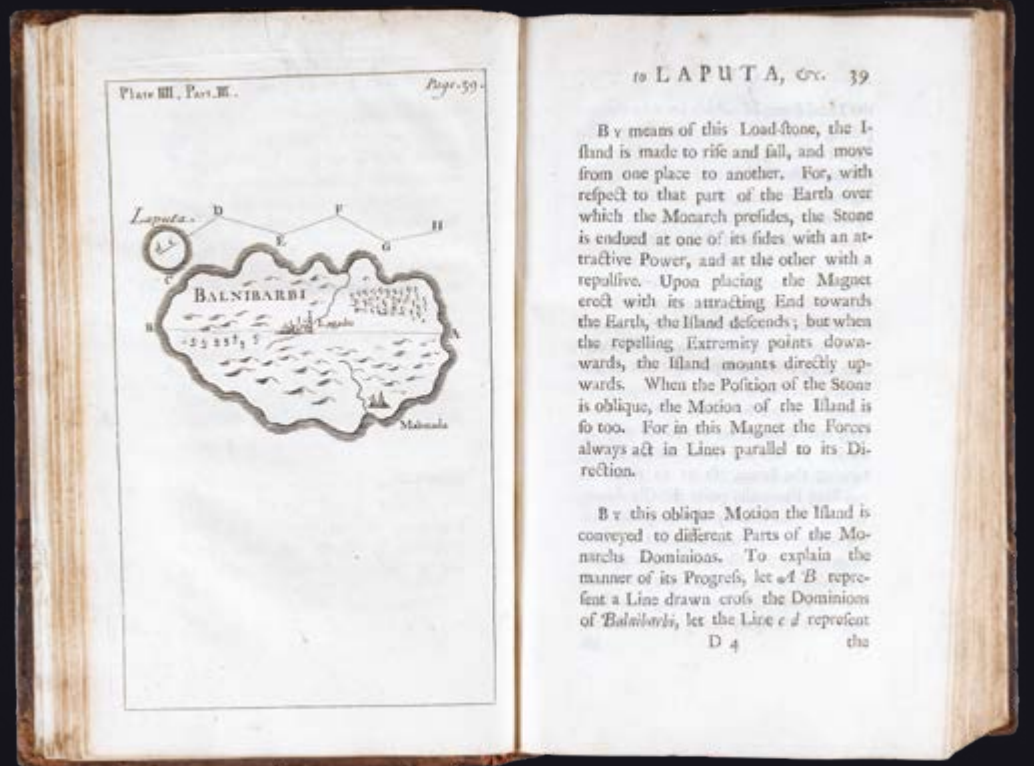 Plate IIII, Part. III.
Page. 39.
Laputa.
D
F
H
E
G
C
BALNIBARBI
B
Lagado
A
Malonada
to LAPUTA, &c. 39
BY means of this Load-ſtone, the I-
ſland is made to riſe and fall, and move
from one place to another. For, with
reſpect to that part of the Earth over
which the Monarch preſides, the Stone
is endued at one of its ſides with an at-
tractive Power, and at the other with a
repulſive. Upon placing the Magnet
erect with its attracting End towards
the Earth, the Iſland deſcends; but when
the repelling Extremity points down-
wards, the Iſland mounts directly up-
wards. When the Poſition of the Stone
is oblique, the Motion of the Iſland is
ſo too. For in this Magnet the Forces
always act in Lines parallel to its Di-
rection.
BY this oblique Motion the Iſland is
conveyed to different Parts of the Mo-
narchs Dominions. To explain the
manner of its Progreſs, let A B repre-
ſent a Line drawn croſs the Dominions
of Balnibarbi, let the Line c d repreſent
D 4
the